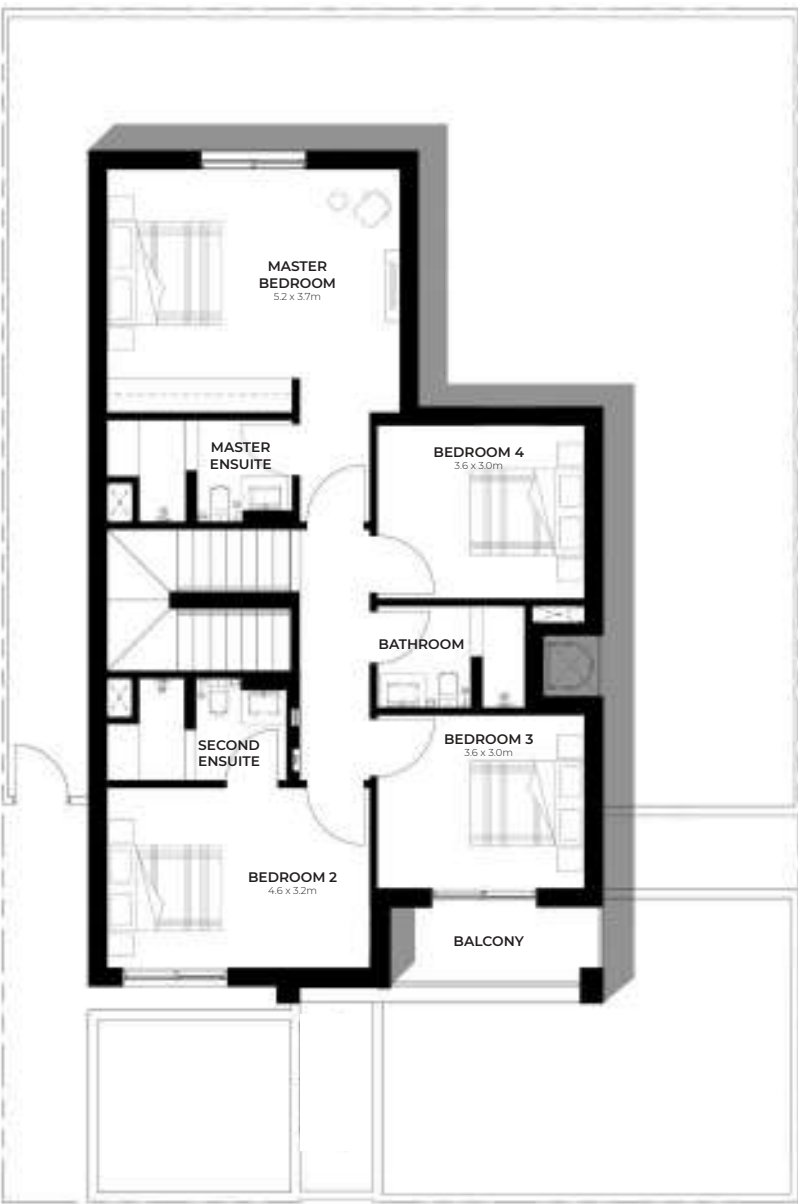 MASTER
BEDROOM
5.2 x 3.7m
MASTER
ENSUITE
BEDROOM 4
3.6 x 3.0m
BATHROOM
SECOND
ENSUITE
BEDROOM 3
3.6 x 3.0m
BEDROOM 2
4.6 x 3.2m
BALCONY